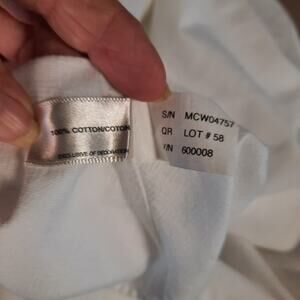 100% COTTON/COTON
EXCLUSIVE OF DECORATION
S/N MCW04757
QR LOT # 58
/N 600008